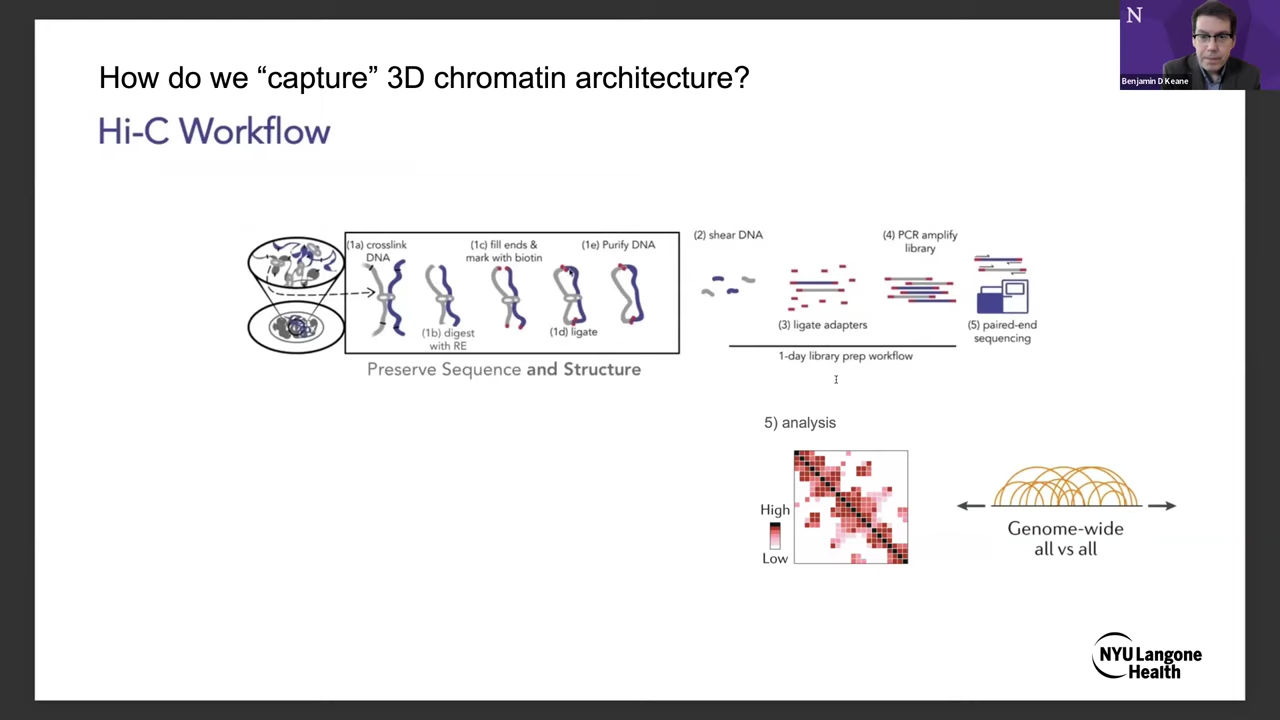 N
Benjamin D Keane
How do we “capture” 3D chromatin architecture?
Hi-C Workflow
(1a) crosslink
DNA
(1b) digest
with RE
(1c) fill ends &
mark with biotin
(1d) ligate
(1e) Purify DNA
Preserve Sequence and Structure
(2) shear DNA
(3) ligate adapters
(4) PCR amplify
library
(5) paired-end
sequencing
1-day library prep workflow
5) analysis
High
Low
Genome-wide
all vs all
NYU Langone
Health